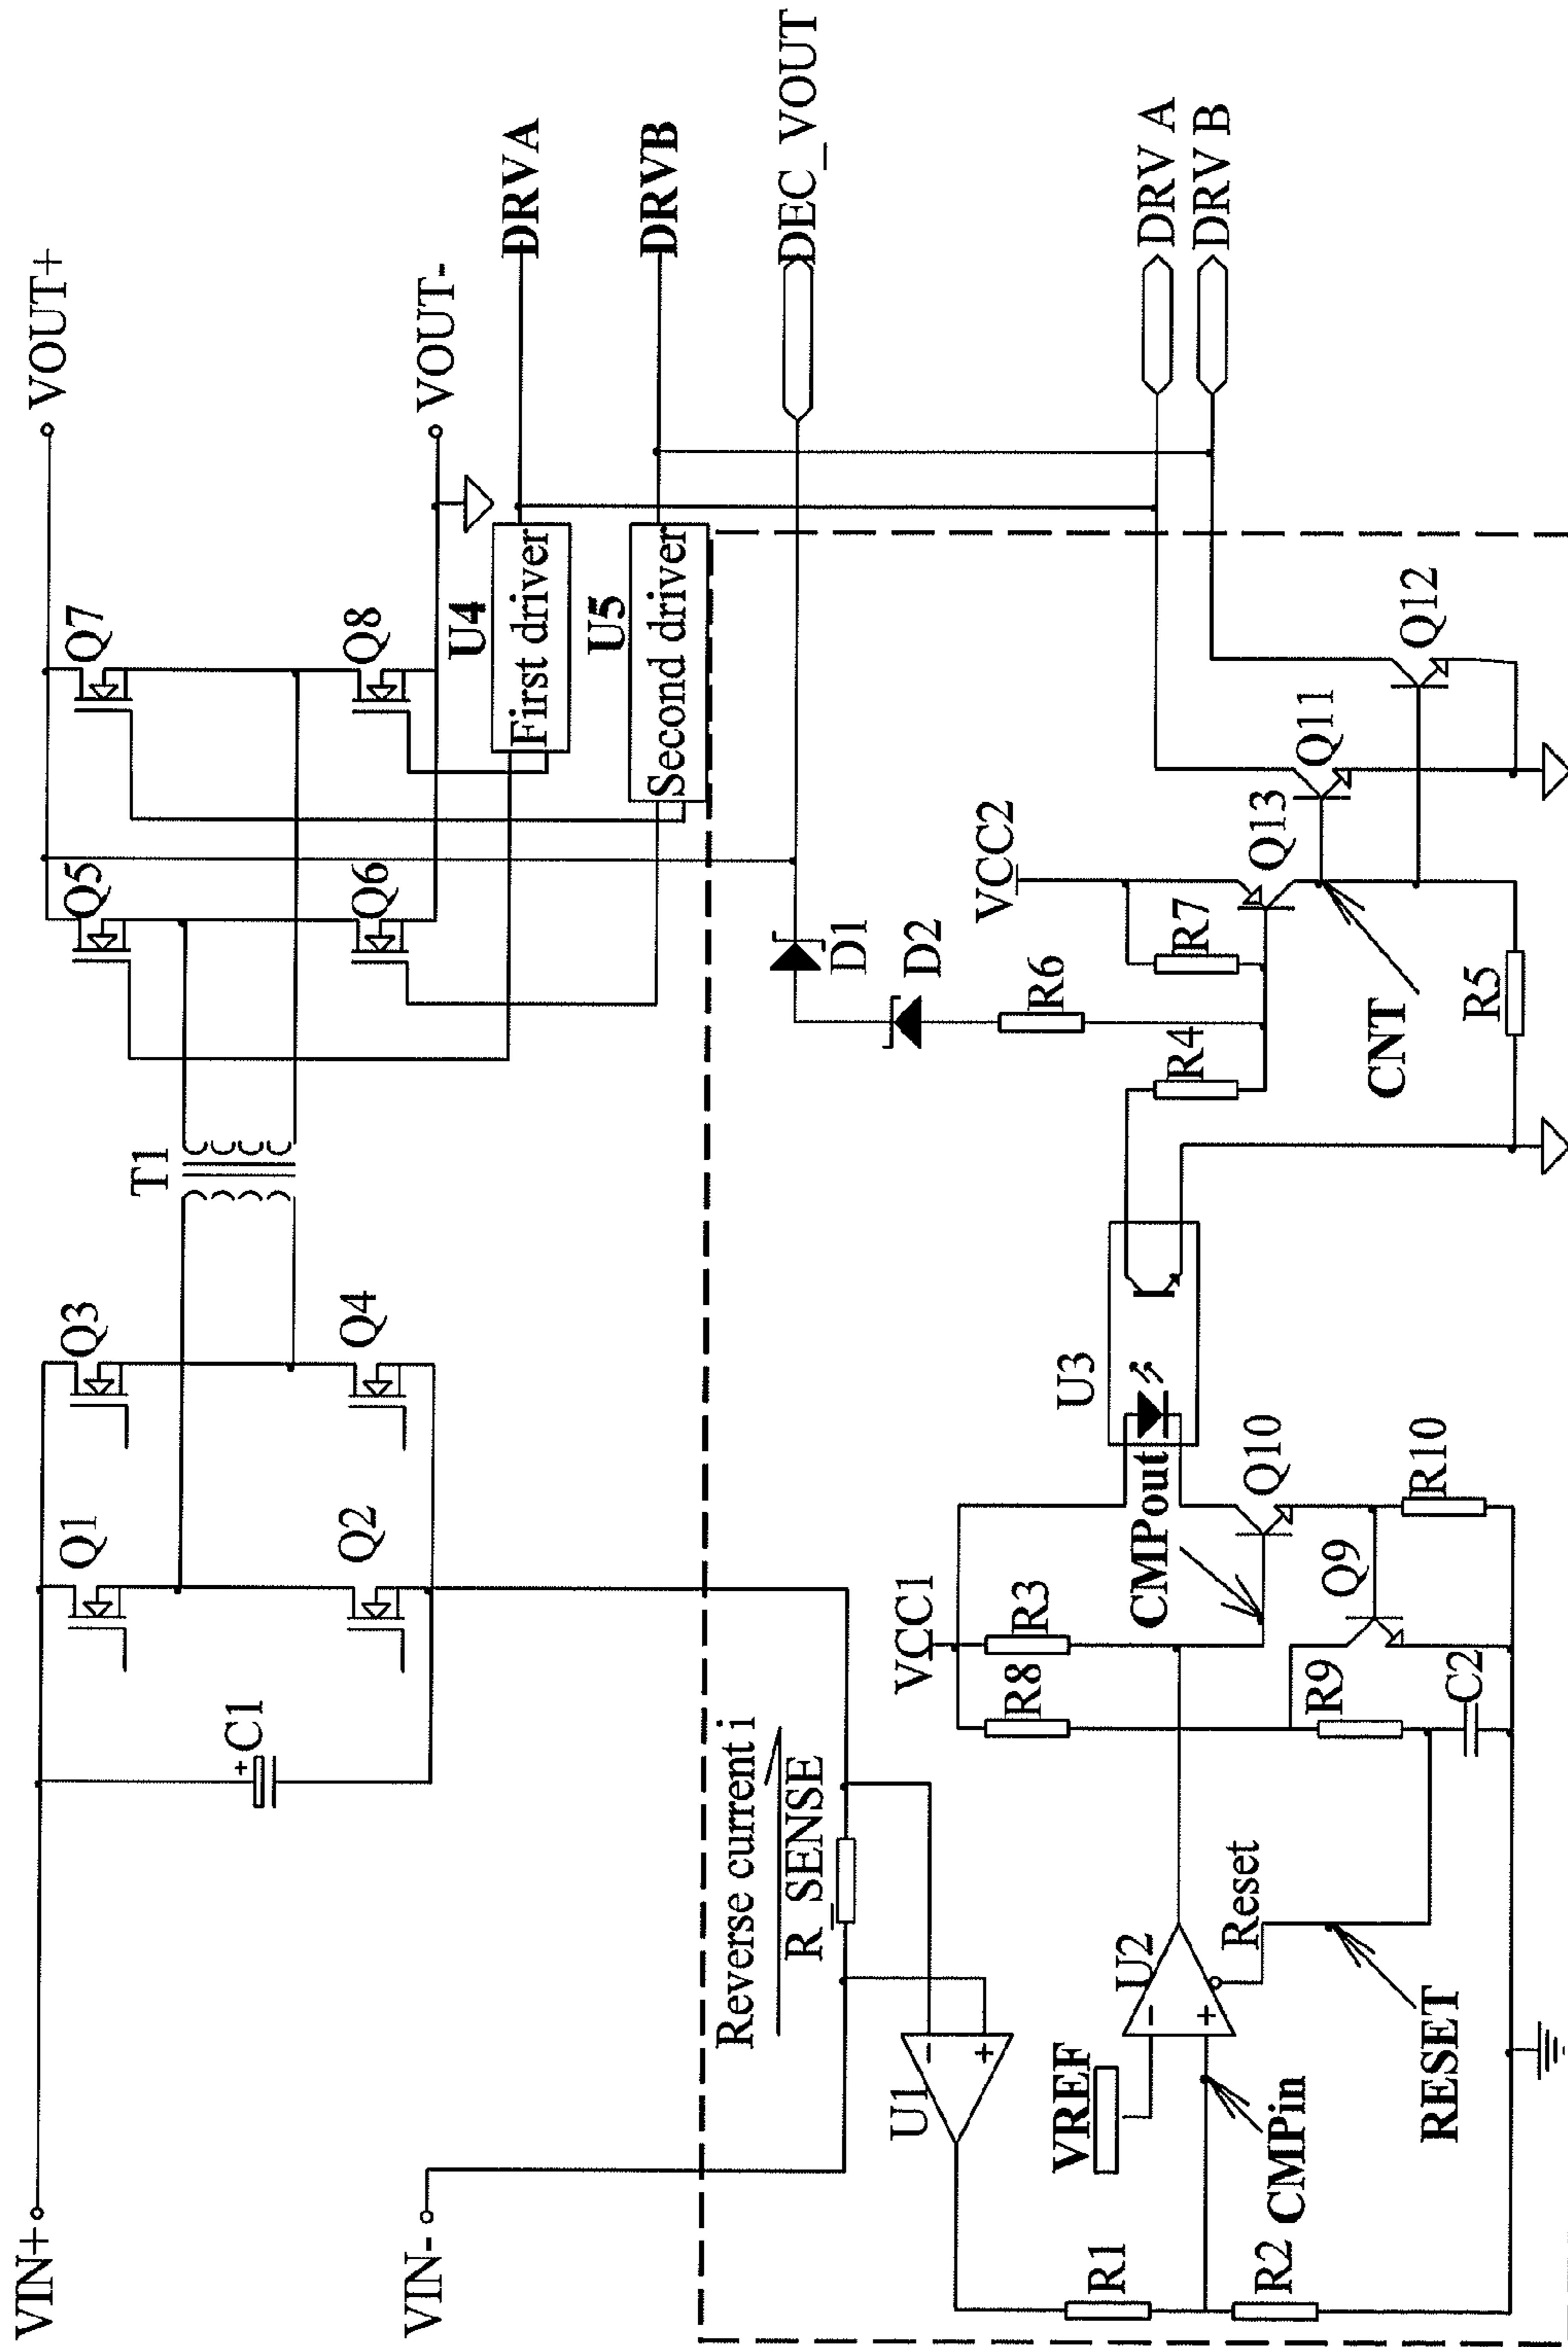 VIN+
VIN-
C1
Q1
Q2
Q3
Q4
T1
Q5
Q6
Q7
Q8
VOUT+
VOUT-
U4
First driver
U5
Second driver
DRVA
DRVB
DEC_VOUT
DRV A
DRV B
Reverse current i
R_SENSE
U1
VREF
U2
Reset
CMPin
RESET
R1
R2
VCC1
R8
R3
CMPout
Q10
Q9
R9
C2
R10
U3
D1
D2
R6
R4
R7
VCC2
Q13
Q11
Q12
CNT
R5